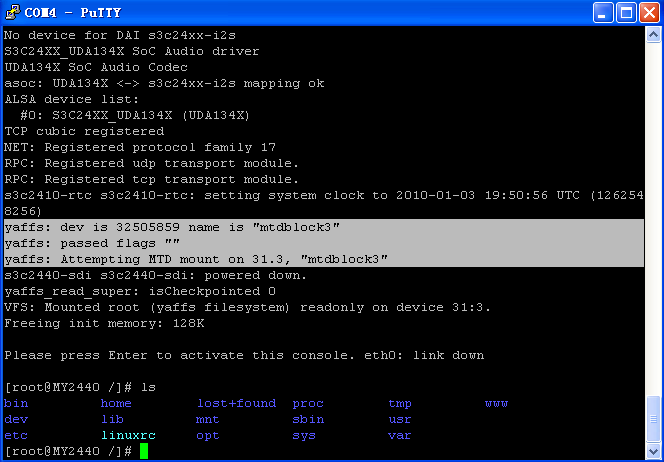 COM4 - PuTTY
No device for DAI s3c24xx-i2s
S3C24XX_UDA134X SoC Audio driver
UDA134X SoC Audio Codec
asoc: UDA134X <-> s3c24xx-i2s mapping ok
ALSA device list:
  #0: S3C24XX_UDA134X (UDA134X)
TCP cubic registered
NET: Registered protocol family 17
RPC: Registered udp transport module.
RPC: Registered tcp transport module.
s3c2410-rtc s3c2410-rtc: setting system clock to 2010-01-03 19:50:56 UTC (126254
8256)
yaffs: dev is 32505859 name is "mtdblock3"
yaffs: passed flags ""
yaffs: Attempting MTD mount on 31.3, "mtdblock3"
s3c2440-sdi s3c2440-sdi: powered down.
yaffs_read_super: isCheckpointed 0
VFS: Mounted root (yaffs filesystem) readonly on device 31:3.
Freeing init memory: 128K
Please press Enter to activate this console. eth0: link down
[root@MY2440 /]# ls
bin         home        lost+found  proc        tmp         www
dev         lib         mnt         sbin        usr
etc         linuxrc     opt         sys         var
[root@MY2440 /]#